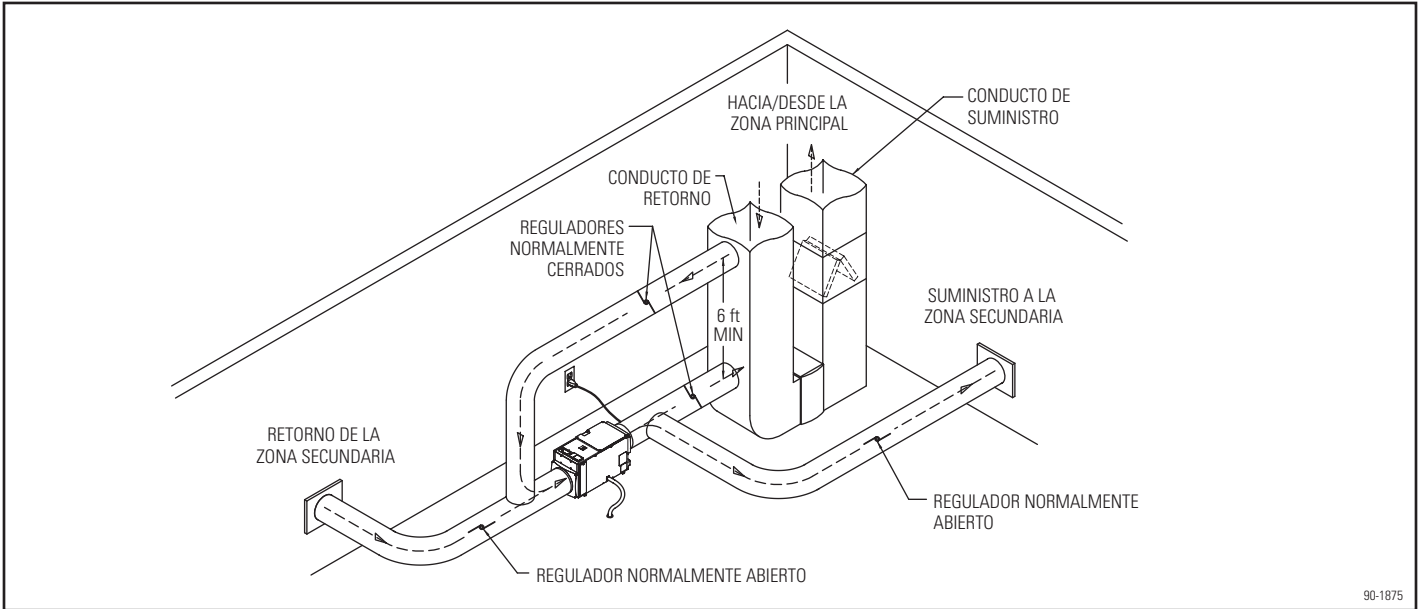 HACIA/DESDE LA
ZONA PRINCIPAL
CONDUCTO DE
SUMINISTRO
CONDUCTO DE
RETORNO
REGULADORES
NORMALMENTE
CERRADOS
6 ft
MIN
SUMINISTRO A LA
ZONA SECUNDARIA
RETORNO DE LA
ZONA SECUNDARIA
REGULADOR NORMALMENTE
ABIERTO
REGULADOR NORMALMENTE ABIERTO
90-1875